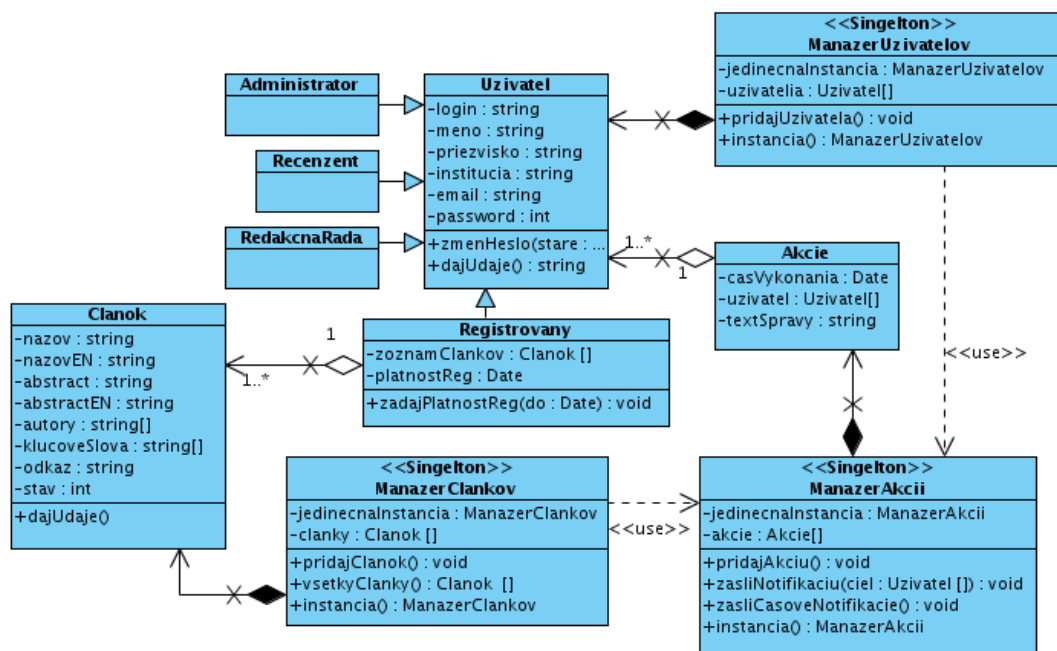 <<Singelton>>
ManazerUzivatelov
-jedinecnaInstancia : ManazerUzivatelov
-uzivatelia : Uzivatel[]
+pridajUzivatela() : void
+instancia() : ManazerUzivatelov
Administrator
Recenzent
RedakcnaRada
Uzivatel
-login : string
-meno : string
-priezvisko : string
-institucia : string
-email : string
-password : int
+zmenHeslo(stare : ...
+dajUdaje() : string
1..*
1
Akcie
-casVykonania : Date
-uzivatel : Uzivatel[]
-textSpravy : string
<<use>>
Clanok
-nazov : string
-nazovEN : string
-abstract : string
-abstractEN : string
-autory : string[]
-klucoveSlova : string[]
-odkaz : string
-stav : int
+dajUdaje()
1
1..*
Registrovany
-zoznamClankov : Clanok []
-platnostReg : Date
+zadajPlatnostReg(do : Date) : void
<<Singelton>>
ManazerClankov
-jedinecnaInstancia : ManazerClankov
-clanky : Clanok []
+pridajClanok() : void
+vsetkyClanky() : Clanok []
+instancia() : ManazerClankov
<<use>>
<<Singelton>>
ManazerAkcii
-jedinecnaInstancia : ManazerAkcii
-akcie : Akcie[]
+pridajAkciu() : void
+zasliNotifikaciu(ciel : Uzivatel []) : void
+zasliCasoveNotifikacie() : void
+instancia() : ManazerAkcii